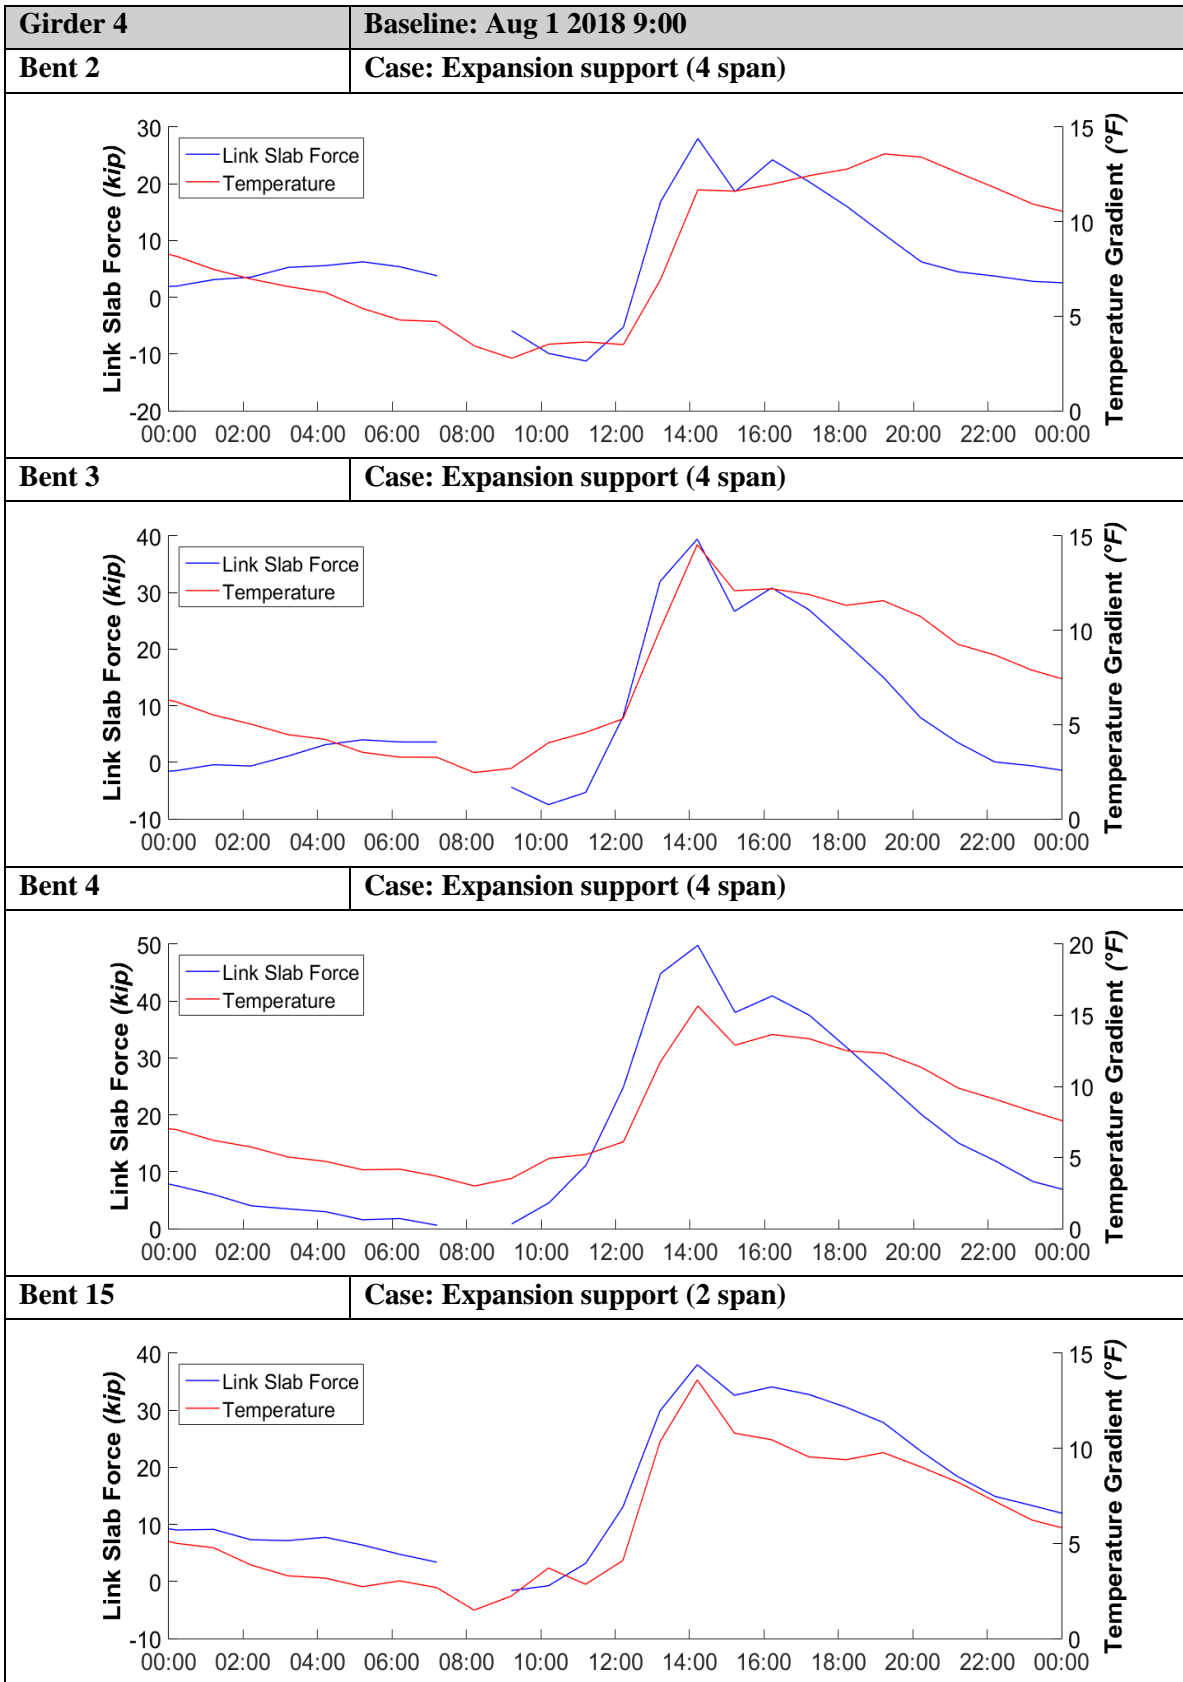 Girder 4 Baseline: Aug 1 2018 9:00
Bent 2 Case: Expansion support (4 span)
30
20
10
0
-10
-20
Link Slab Force (kip)
Link Slab Force
Temperature
15
10
5
0
Temperature Gradient (°F)
00:00 02:00 04:00 06:00 08:00 10:00 12:00 14:00 16:00 18:00 20:00 22:00 00:00
Bent 3 Case: Expansion support (4 span)
40
30
20
10
0
-10
Link Slab Force (kip)
Link Slab Force
Temperature
15
10
5
0
Temperature Gradient (°F)
00:00 02:00 04:00 06:00 08:00 10:00 12:00 14:00 16:00 18:00 20:00 22:00 00:00
Bent 4 Case: Expansion support (4 span)
50
40
30
20
10
0
Link Slab Force (kip)
Link Slab Force
Temperature
20
15
10
5
0
Temperature Gradient (°F)
00:00 02:00 04:00 06:00 08:00 10:00 12:00 14:00 16:00 18:00 20:00 22:00 00:00
Bent 15 Case: Expansion support (2 span)
40
30
20
10
0
-10
Link Slab Force (kip)
Link Slab Force
Temperature
15
10
5
0
Temperature Gradient (°F)
00:00 02:00 04:00 06:00 08:00 10:00 12:00 14:00 16:00 18:00 20:00 22:00 00:00